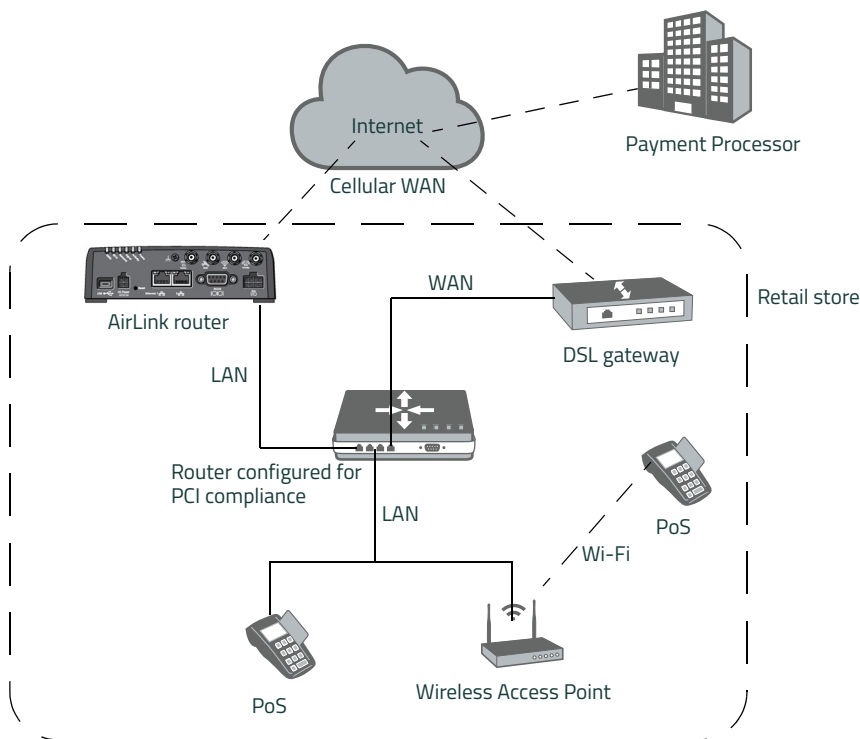 Internet
Cellular WAN
Payment Processor
AirLink router
WAN
DSL gateway
Retail store
LAN
Router configured for
PCI compliance
LAN
PoS
Wi-Fi
PoS
Wireless Access Point